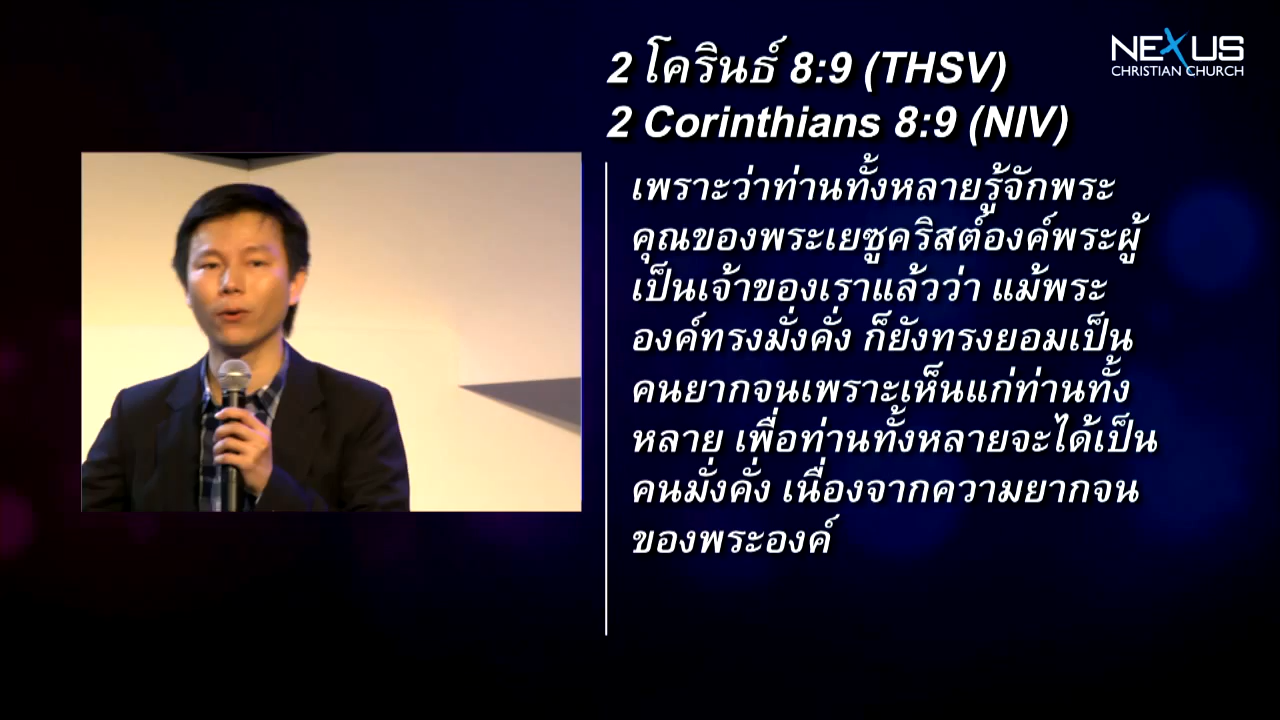 NEXUS
CHRISTIAN CHURCH
2 โครินธ์ 8:9 (THSV)
2 Corinthians 8:9 (NIV)
เพราะว่าท่านทั้งหลายรู้จักพระ
คุณของพระเยซูคริสต์องค์พระผู้
เป็นเจ้าของเราแล้วว่า แม้พระ
องค์ทรงมั่งคั่ง ก็ยังทรงยอมเป็น
คนยากจนเพราะเห็นแก่ท่านทั้ง
หลาย เพื่อท่านทั้งหลายจะได้เป็น
คนมั่งคั่ง เนื่องจากความยากจน
ของพระองค์